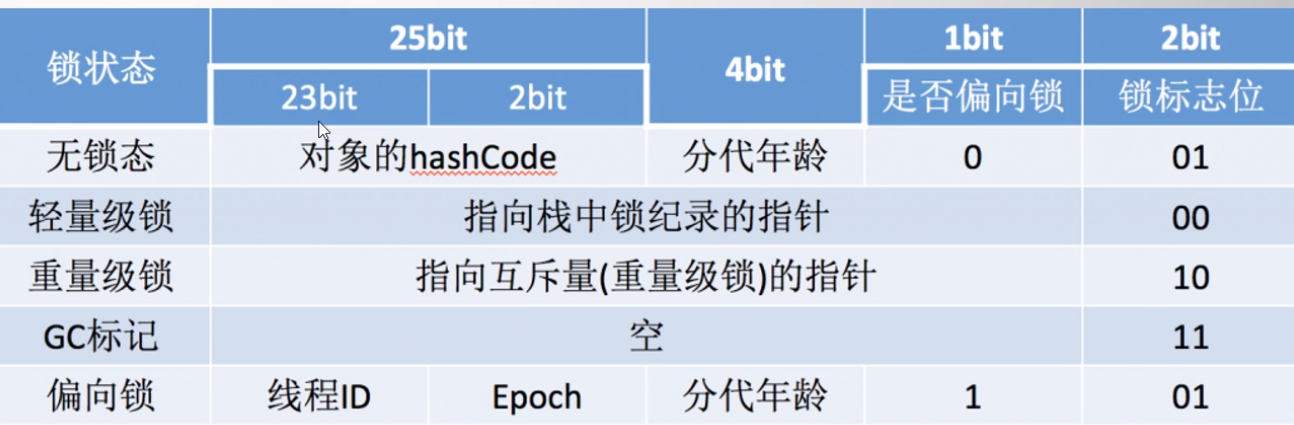 锁状态 25bit 4bit 1bit 2bit
23bit 2bit 是否偏向锁 锁标志位
无锁态 对象的hashCode 分代年龄 0 01
轻量级锁 指向栈中锁纪录的指针 00
重量级锁 指向互斥量(重量级锁)的指针 10
GC标记 空 11
偏向锁 线程ID Epoch 分代年龄 1 01